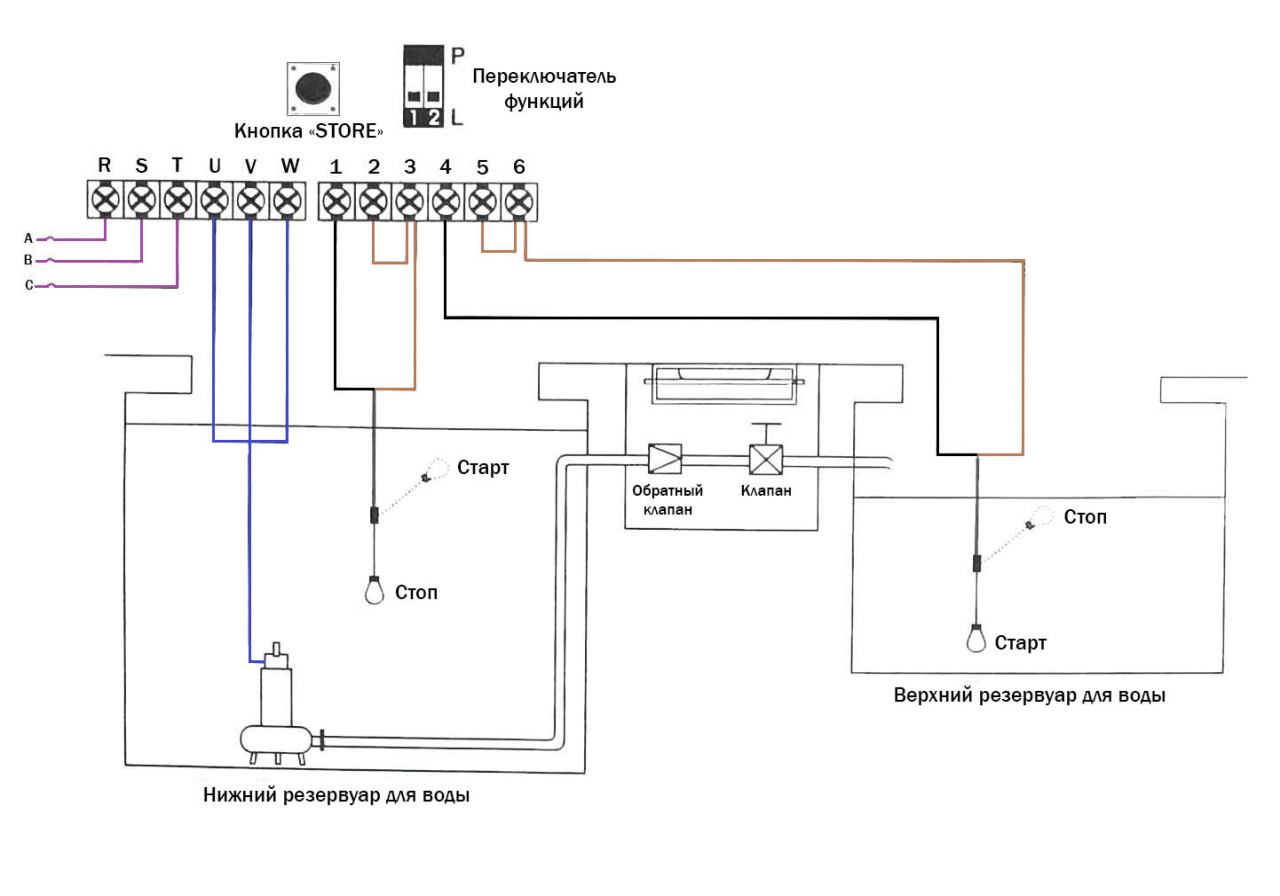 P
Переключатель
функций
1 2 L
Кнопка «STORE»
R S T U V W 1 2 3 4 5 6
A
B
C
Старт
Стоп
Обратный
клапан
Клапан
Стоп
Старт
Верхний резервуар для воды
Нижний резервуар для воды